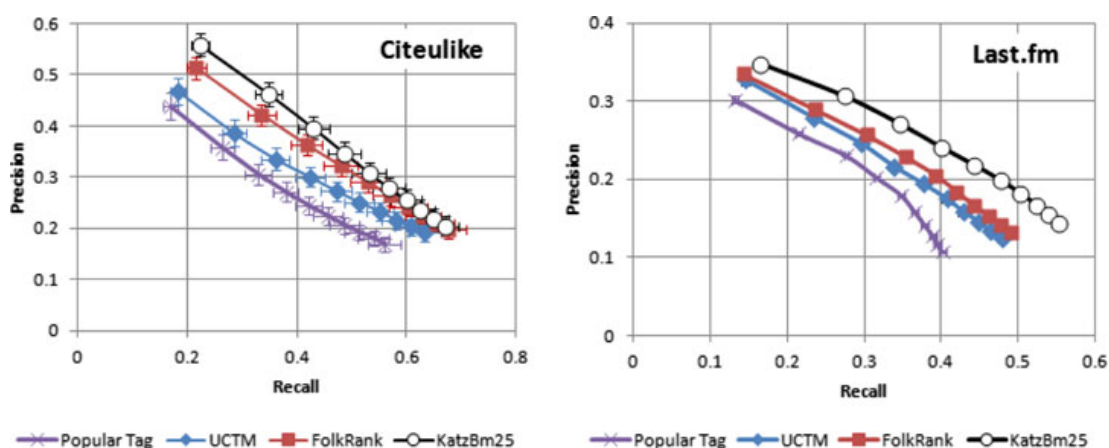 Citeulike
Precision
0.6
0.5
0.4
0.3
0.2
0.1
0
0 0.2 0.4 0.6 0.8
Recall
Popular Tag UCTM FolkRank KatzBm25
Last.fm
Precision
0.4
0.3
0.2
0.1
0
0 0.1 0.2 0.3 0.4 0.5 0.6
Recall
Popular Tag UCTM FolkRank KatzBm25